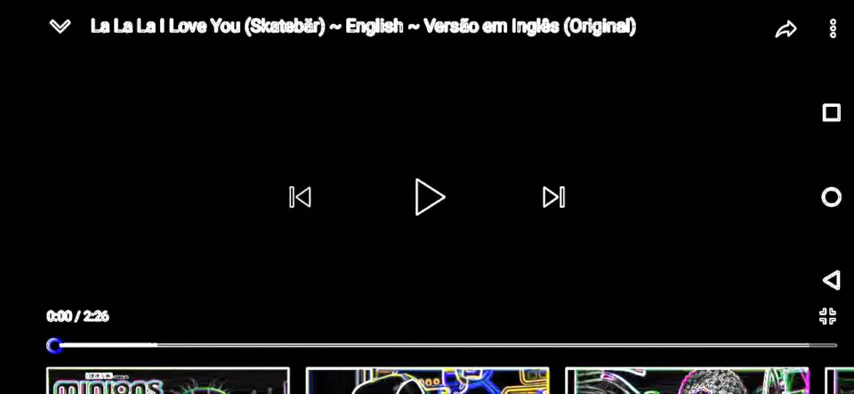 La La La I Love You (Skatebär) ~ English ~ Versão em Inglês (Original)
0:00 / 2:26
MINIONS